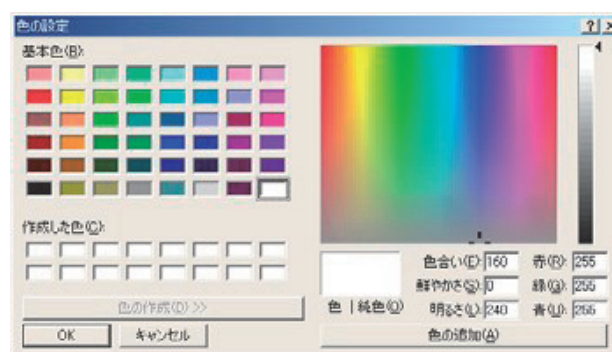 色の設定
?
×
基本色(B):
作成した色(C):
色の作成(D) >>
OK
キャンセル
色 | 純色(O)
色合い(E): 160
赤(R): 255
鮮やかさ(S): 0
緑(G): 255
明るさ(L): 240
青(U): 255
色の追加(A)